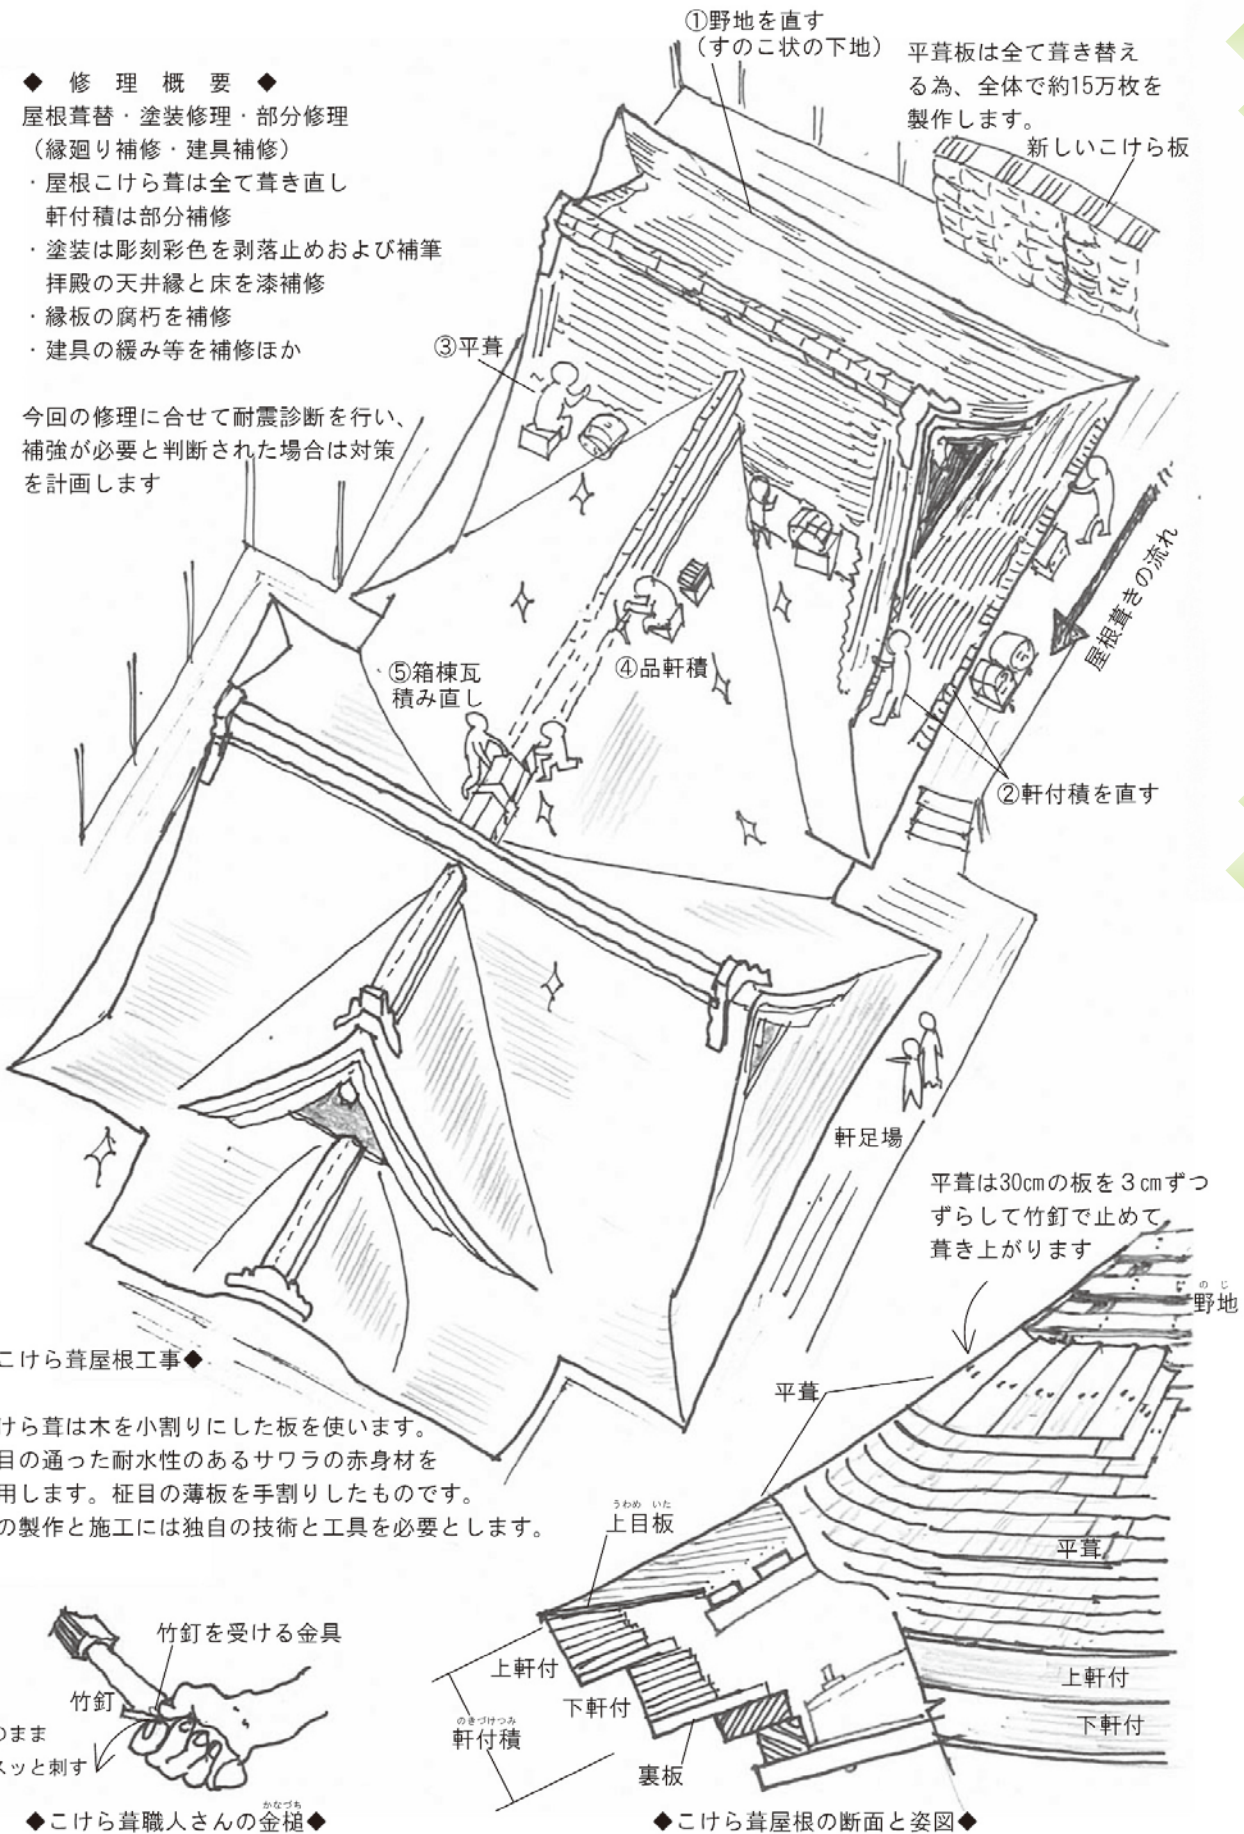 ◆　修　理　概　要　◆
屋根葺替・塗装修理・部分修理
（縁廻り補修・建具補修）
・屋根こけら葺は全て葺き直し
軒付積は部分補修
・塗装は彫刻彩色を剥落止めおよび補筆
拝殿の天井縁と床を漆補修
・縁板の腐朽を補修
・建具の緩み等を補修ほか
今回の修理に合せて耐震診断を行い、
補強が必要と判断された場合は対策
を計画します
①野地を直す
（すのこ状の下地）
平葺板は全て葺き替え
る為、全体で約15万枚を
製作します。
新しいこけら板
③平葺
屋根葺きの流れ
④品軒積
⑤箱棟瓦
積み直し
②軒付積を直す
軒足場
平葺は30㎝の板を３㎝ずつ
ずらして竹釘で止めて
葺き上がります
のじ
野地
平葺
平葺
こけら葺屋根工事◆
けら葺は木を小割りにした板を使います。
目の通った耐水性のあるサワラの赤身材を
用します。柾目の薄板を手割りしたものです。
の製作と施工には独自の技術と工具を必要とします。
うわめ いた
上目板
上軒付
下軒付
のきづけつみ
軒付積
裏板
上軒付
下軒付
竹釘を受ける金具
竹釘
のまま
スッと刺す
かなづち
◆こけら葺職人さんの金槌◆
◆こけら葺屋根の断面と姿図◆